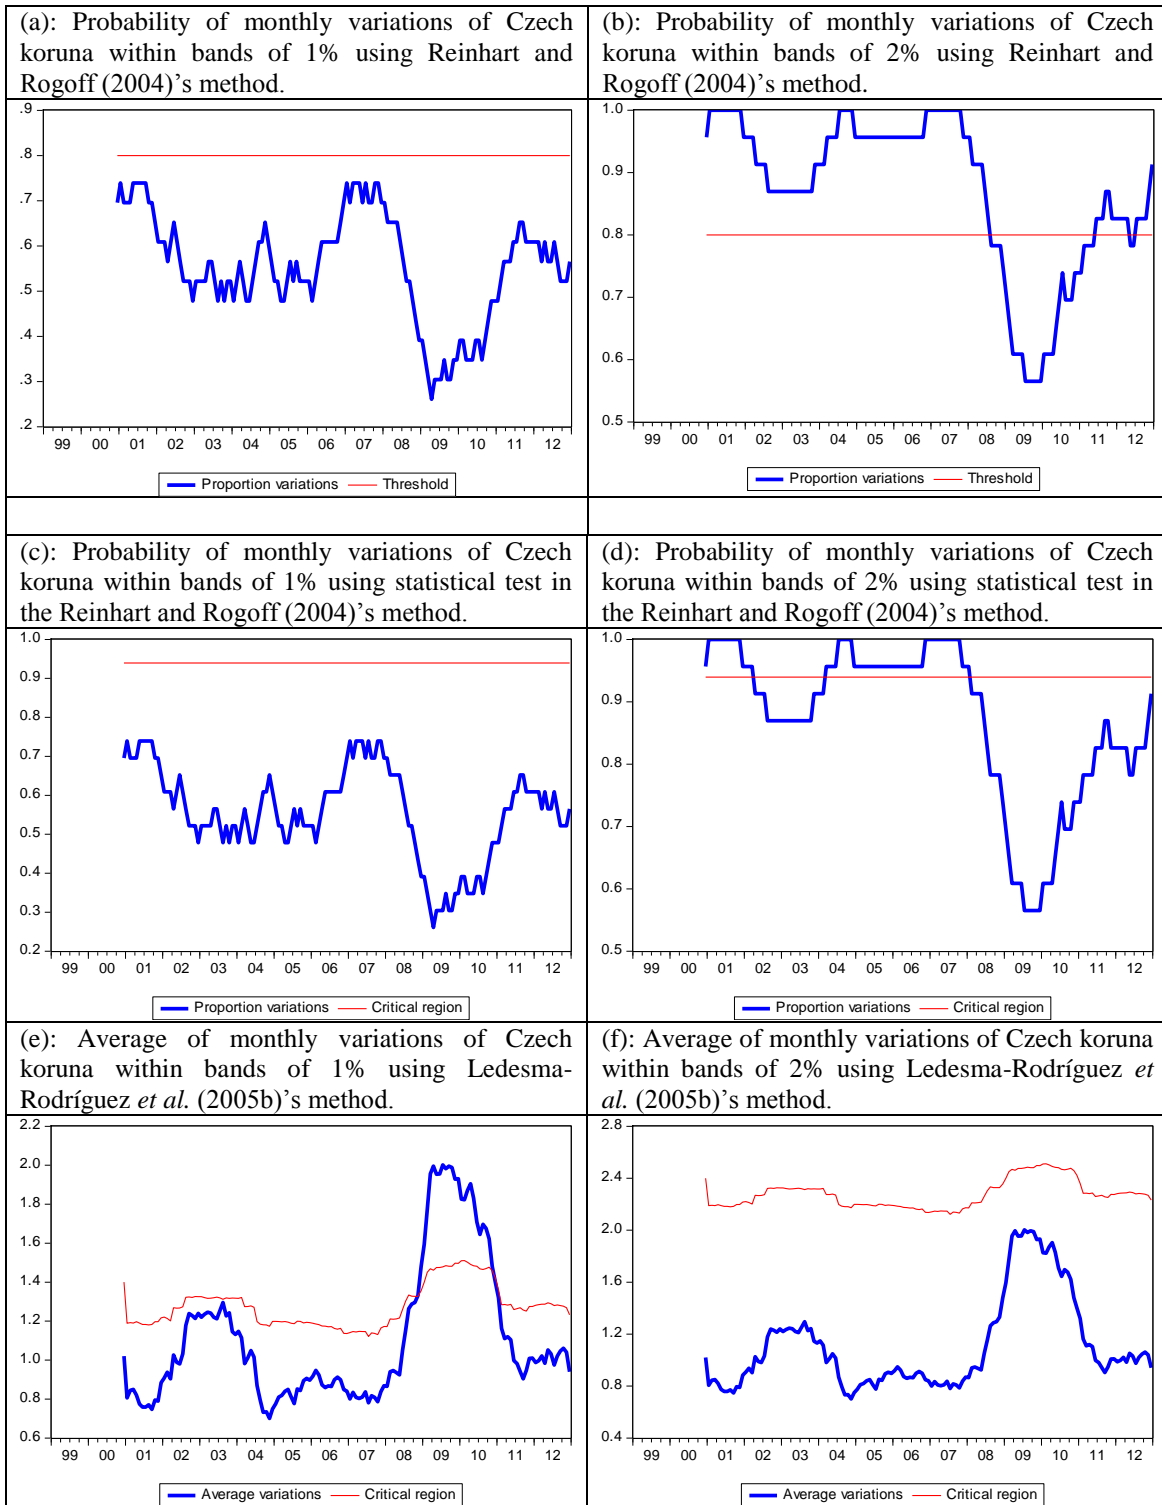 (a): Probability of monthly variations of Czech
koruna within bands of 1% using Reinhart and
Rogoff (2004)’s method.
(b): Probability of monthly variations of Czech
koruna within bands of 2% using Reinhart and
Rogoff (2004)’s method.
.9
.8
.7
.6
.5
.4
.3
.2
99 00 01 02 03 04 05 06 07 08 09 10 11 12
Proportion variations Threshold
1.0
0.9
0.8
0.7
0.6
0.5
99 00 01 02 03 04 05 06 07 08 09 10 11 12
Proportion variations Threshold
(c): Probability of monthly variations of Czech
koruna within bands of 1% using statistical test in
the Reinhart and Rogoff (2004)’s method.
(d): Probability of monthly variations of Czech
koruna within bands of 2% using statistical test in
the Reinhart and Rogoff (2004)’s method.
1.0
0.9
0.8
0.7
0.6
0.5
0.4
0.3
0.2
99 00 01 02 03 04 05 06 07 08 09 10 11 12
Proportion variations Critical region
1.0
0.9
0.8
0.7
0.6
0.5
99 00 01 02 03 04 05 06 07 08 09 10 11 12
Proportion variations Critical region
(e): Average of monthly variations of Czech
koruna within bands of 1% using Ledesma-
Rodríguez et al. (2005b)’s method.
(f): Average of monthly variations of Czech koruna
within bands of 2% using Ledesma-Rodríguez et
al. (2005b)’s method.
2.2
2.0
1.8
1.6
1.4
1.2
1.0
0.8
0.6
99 00 01 02 03 04 05 06 07 08 09 10 11 12
Average variations Critical region
2.8
2.4
2.0
1.6
1.2
0.8
0.4
99 00 01 02 03 04 05 06 07 08 09 10 11 12
Average variations Critical region